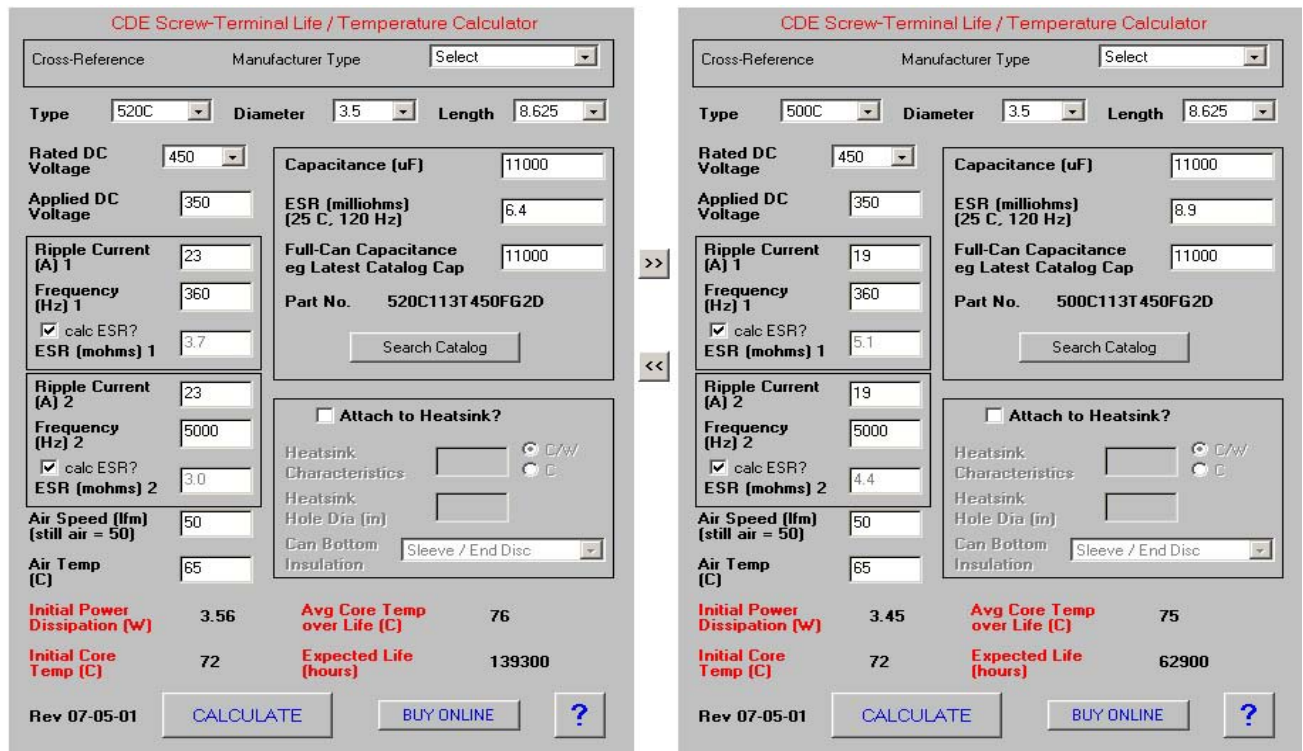 CDE Screw-Terminal Life / Temperature Calculator
Cross-Reference Manufacturer Type Select
Type 520C Diameter 3.5 Length 8.625
Rated DC Voltage 450
Applied DC Voltage 350
Ripple Current (A) 1 23
Frequency (Hz) 1 360
calc ESR?
ESR (mohms) 1 3.7
Ripple Current (A) 2 23
Frequency (Hz) 2 5000
calc ESR?
ESR (mohms) 2 3.0
Air Speed (lfm) (still air = 50) 50
Air Temp (C) 65
Capacitance (uF) 11000
ESR (milliohms) (25 C, 120 Hz) 6.4
Full-Can Capacitance eg Latest Catalog Cap 11000
Part No. 520C113T450FG2D
Search Catalog
Attach to Heatsink?
Heatsink Characteristics C/W C
Heatsink Hole Dia (in)
Can Bottom Insulation Sleeve / End Disc
Initial Power Dissipation (W) 3.56
Avg Core Temp over Life (C) 76
Initial Core Temp (C) 72
Expected Life (hours) 139300
Rev 07-05-01 CALCULATE BUY ONLINE ?
>>
<<
CDE Screw-Terminal Life / Temperature Calculator
Cross-Reference Manufacturer Type Select
Type 500C Diameter 3.5 Length 8.625
Rated DC Voltage 450
Applied DC Voltage 350
Ripple Current (A) 1 19
Frequency (Hz) 1 360
calc ESR?
ESR (mohms) 1 5.1
Ripple Current (A) 2 19
Frequency (Hz) 2 5000
calc ESR?
ESR (mohms) 2 4.4
Air Speed (lfm) (still air = 50) 50
Air Temp (C) 65
Capacitance (uF) 11000
ESR (milliohms) (25 C, 120 Hz) 8.9
Full-Can Capacitance eg Latest Catalog Cap 11000
Part No. 500C113T450FG2D
Search Catalog
Attach to Heatsink?
Heatsink Characteristics C/W C
Heatsink Hole Dia (in)
Can Bottom Insulation Sleeve / End Disc
Initial Power Dissipation (W) 3.45
Avg Core Temp over Life (C) 75
Initial Core Temp (C) 72
Expected Life (hours) 62900
Rev 07-05-01 CALCULATE BUY ONLINE ?